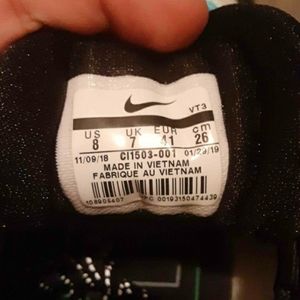 VT3
US UK EUR cm
8 7 41 26
11/09/18 CI1503-001 01/29/19
MADE IN VIETNAM
FABRIQUE AU VIETNAM
00193150474439